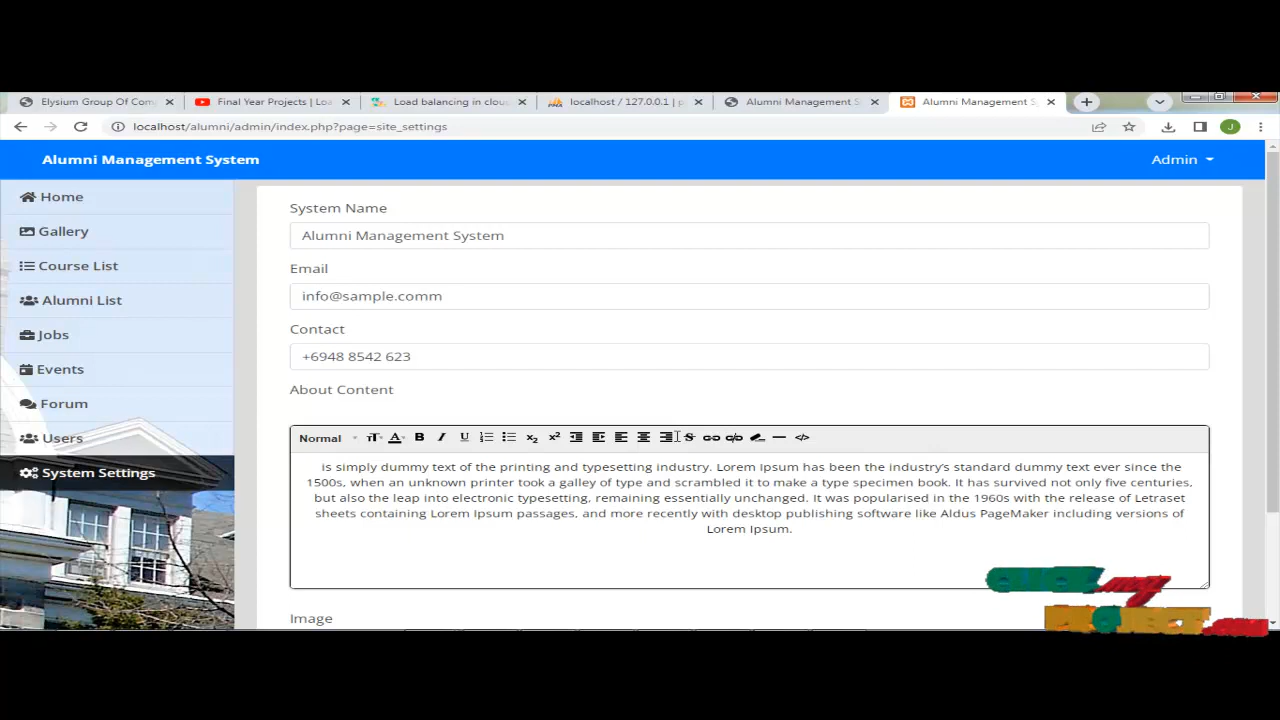 Elysium Group Of Com
Final Year Projects | Loa
Load balancing in clou
localhost / 127.0.0.1 | p
Alumni Management S
Alumni Management S
localhost/alumni/admin/index.php?page=site_settings
J
Alumni Management System
Admin
Home
Gallery
Course List
Alumni List
Jobs
Events
Forum
Users
System Settings
System Name
Alumni Management System
Email
info@sample.comm
Contact
+6948 8542 623
About Content
Normal
is simply dummy text of the printing and typesetting industry. Lorem Ipsum has been the industry's standard dummy text ever since the
1500s, when an unknown printer took a galley of type and scrambled it to make a type specimen book. It has survived not only five centuries,
but also the leap into electronic typesetting, remaining essentially unchanged. It was popularised in the 1960s with the release of Letraset
sheets containing Lorem Ipsum passages, and more recently with desktop publishing software like Aldus PageMaker including versions of
Lorem Ipsum.
Image